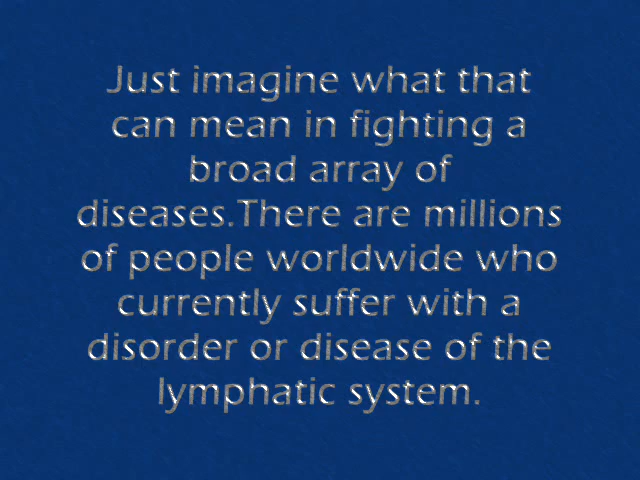 Just imagine what that
can mean in fighting a
broad array of
diseases.There are millions
of people worldwide who
currently suffer with a
disorder or disease of the
lymphatic system.